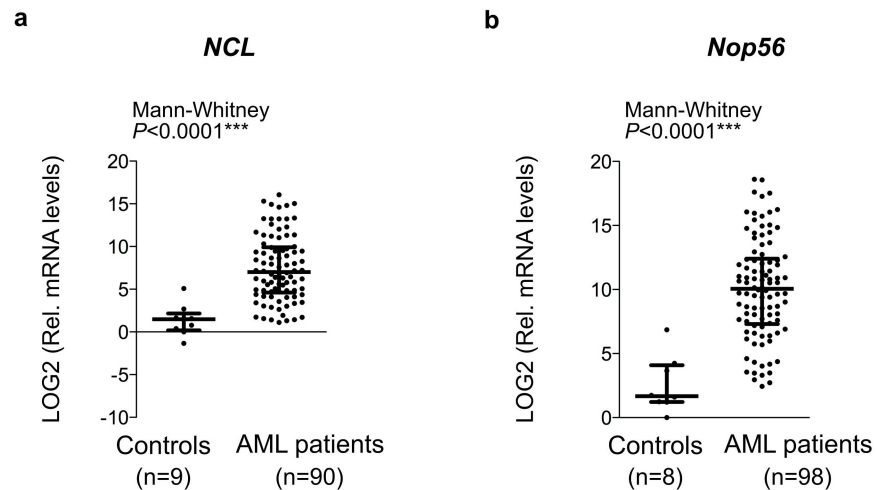 a
NCL
Mann-Whitney
P<0.0001***
LOG2 (Rel. mRNA levels)
20
15
10
5
0
-5
-10
Controls
(n=9)
AML patients
(n=90)
b
Nop56
Mann-Whitney
P<0.0001***
LOG2 (Rel. mRNA levels)
20
15
10
5
0
Controls
(n=8)
AML patients
(n=98)